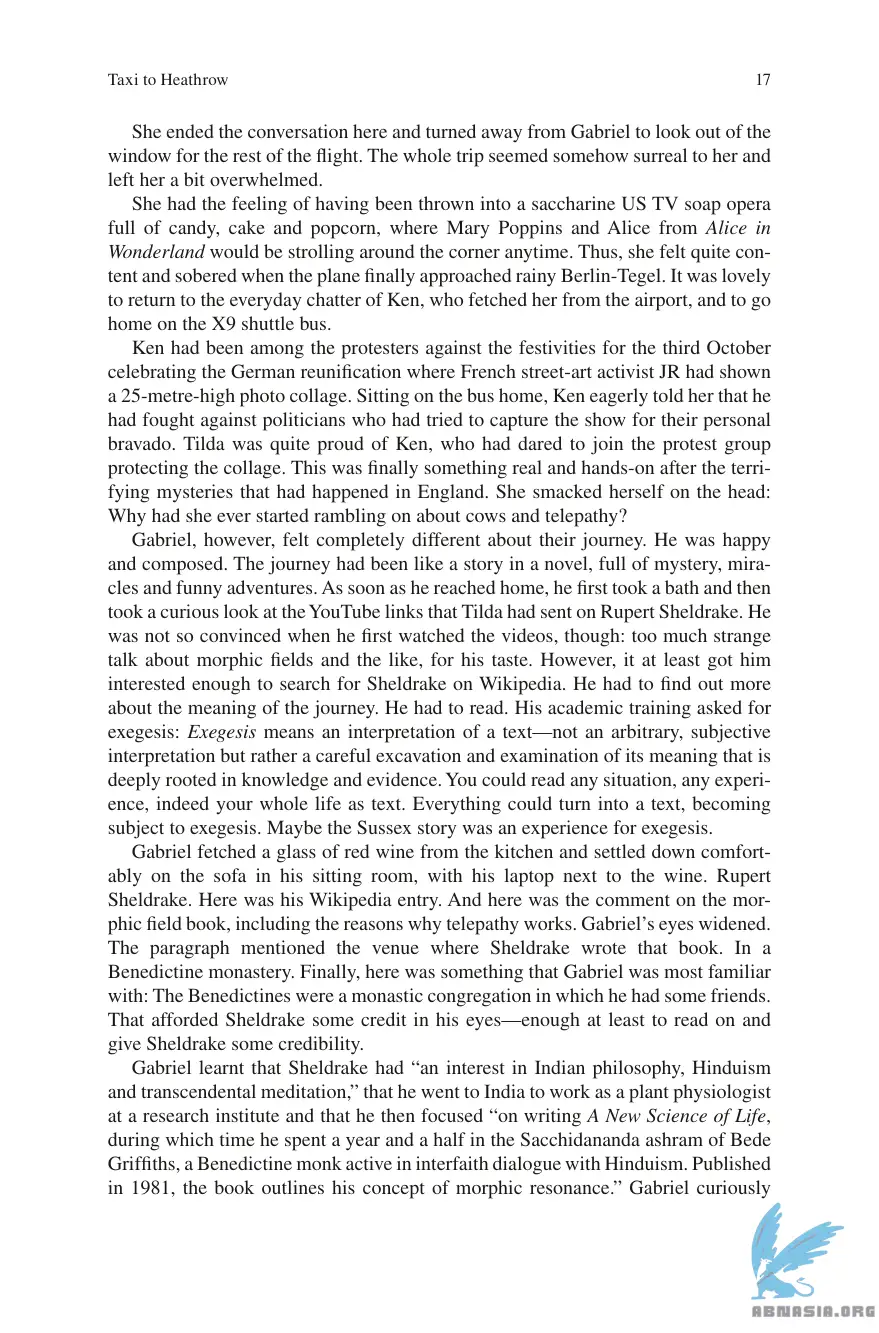 Taxi to Heathrow 17
She ended the conversation here and turned away from Gabriel to look out of the
window for the rest of the flight. The whole trip seemed somehow surreal to her and
left her a bit overwhelmed.
She had the feeling of having been thrown into a saccharine US TV soap opera
full of candy, cake and popcorn, where Mary Poppins and Alice from Alice in
Wonderland would be strolling around the corner anytime. Thus, she felt quite con-
tent and sobered when the plane finally approached rainy Berlin-Tegel. It was lovely
to return to the everyday chatter of Ken, who fetched her from the airport, and to go
home on the X9 shuttle bus.
Ken had been among the protesters against the festivities for the third October
celebrating the German reunification where French street-art activist JR had shown
a 25-metre-high photo collage. Sitting on the bus home, Ken eagerly told her that he
had fought against politicians who had tried to capture the show for their personal
bravado. Tilda was quite proud of Ken, who had dared to join the protest group
protecting the collage. This was finally something real and hands-on after the terri-
fying mysteries that had happened in England. She smacked herself on the head:
Why had she ever started rambling on about cows and telepathy?
Gabriel, however, felt completely different about their journey. He was happy
and composed. The journey had been like a story in a novel, full of mystery, mira-
cles and funny adventures. As soon as he reached home, he first took a bath and then
took a curious look at the YouTube links that Tilda had sent on Rupert Sheldrake. He
was not so convinced when he first watched the videos, though: too much strange
talk about morphic fields and the like, for his taste. However, it at least got him
interested enough to search for Sheldrake on Wikipedia. He had to find out more
about the meaning of the journey. He had to read. His academic training asked for
exegesis: Exegesis means an interpretation of a text—not an arbitrary, subjective
interpretation but rather a careful excavation and examination of its meaning that is
deeply rooted in knowledge and evidence. You could read any situation, any experi-
ence, indeed your whole life as text. Everything could turn into a text, becoming
subject to exegesis. Maybe the Sussex story was an experience for exegesis.
Gabriel fetched a glass of red wine from the kitchen and settled down comfort-
ably on the sofa in his sitting room, with his laptop next to the wine. Rupert
Sheldrake. Here was his Wikipedia entry. And here was the comment on the mor-
phic field book, including the reasons why telepathy works. Gabriel’s eyes widened.
The paragraph mentioned the venue where Sheldrake wrote that book. In a
Benedictine monastery. Finally, here was something that Gabriel was most familiar
with: The Benedictines were a monastic congregation in which he had some friends.
That afforded Sheldrake some credit in his eyes—enough at least to read on and
give Sheldrake some credibility.
Gabriel learnt that Sheldrake had “an interest in Indian philosophy, Hinduism
and transcendental meditation,” that he went to India to work as a plant physiologist
at a research institute and that he then focused “on writing A New Science of Life,
during which time he spent a year and a half in the Sacchidananda ashram of Bede
Griffiths, a Benedictine monk active in interfaith dialogue with Hinduism. Published
in 1981, the book outlines his concept of morphic resonance.” Gabriel curiously
ABNASIA.ORG